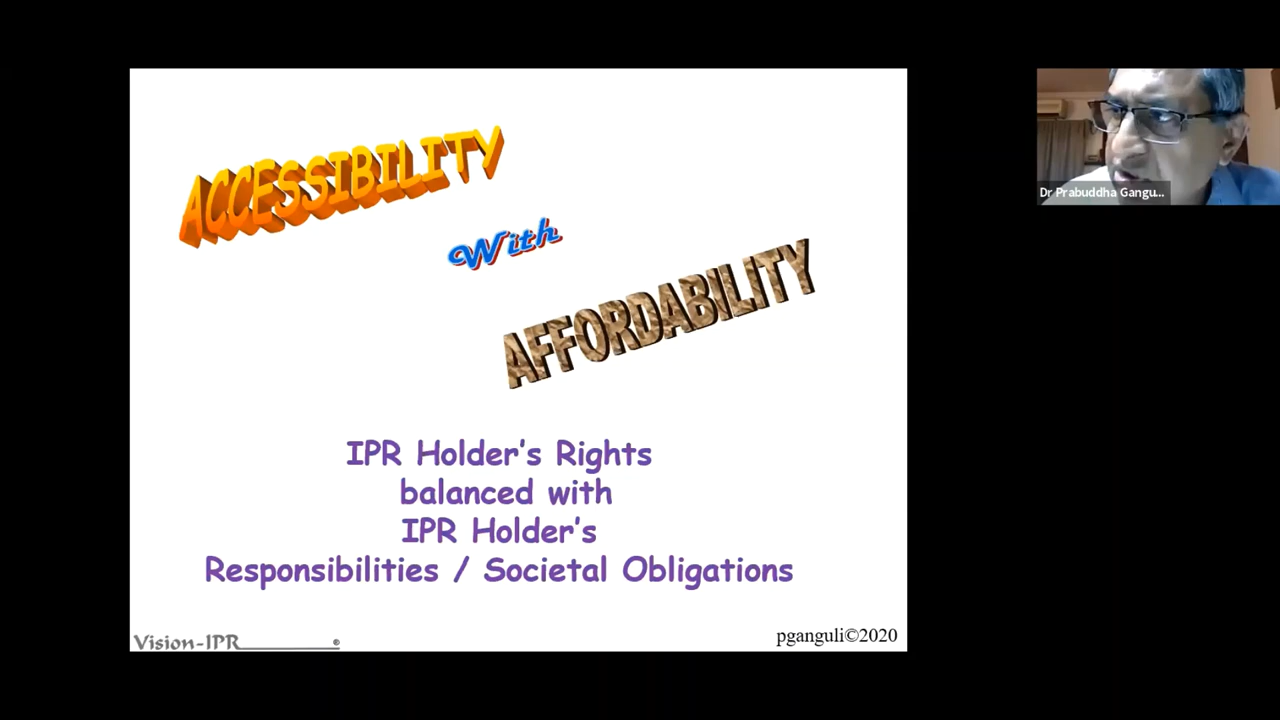 ACCESSIBILITY
With
AFFORDABILITY
IPR Holder's Rights
balanced with
IPR Holder's
Responsibilities / Societal Obligations
Vision-IPR ®
pganguli©2020
Dr Prabuddha Gangu...